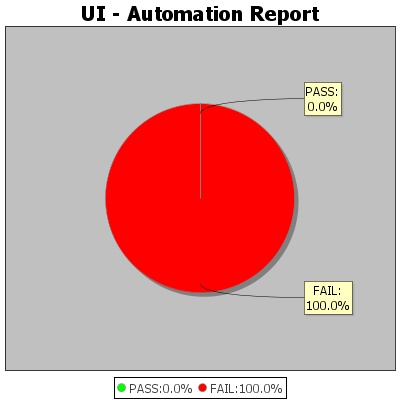 UI - Automation Report
PASS:
0.0%
FAIL:
100.0%
PASS:0.0% FAIL:100.0%